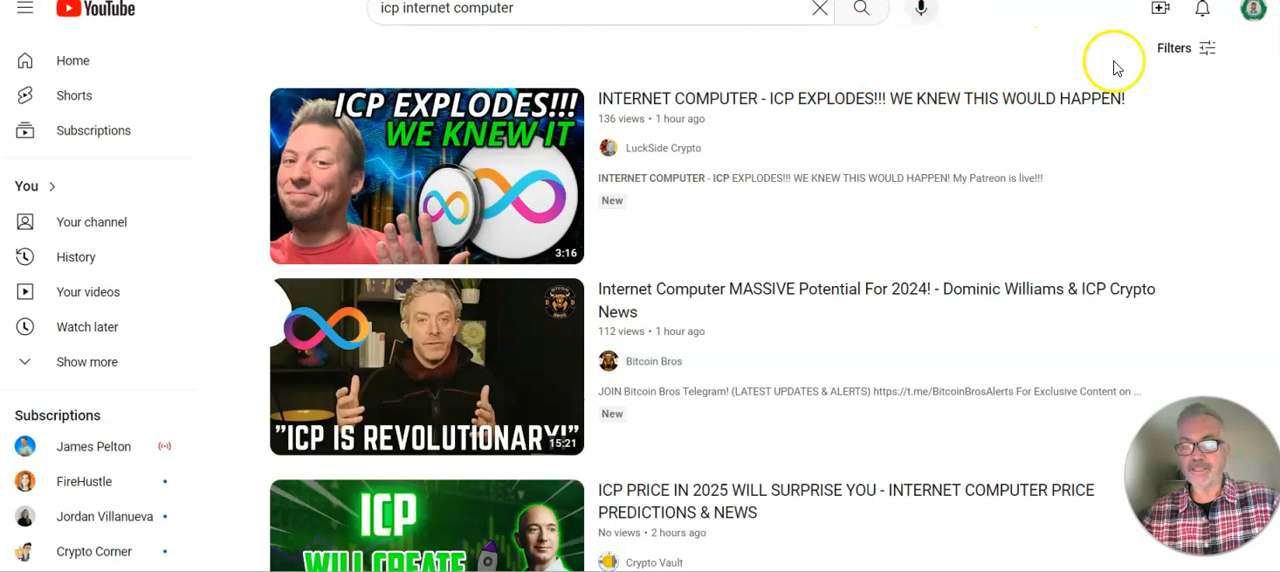 YouTube
icp internet computer
Filters
Home
Shorts
Subscriptions
You
Your channel
History
Your videos
Watch later
Show more
Subscriptions
James Pelton
FireHustle
Jordan Villanueva
Crypto Corner
ICP EXPLODES!!!
WE KNEW IT
3:16
INTERNET COMPUTER - ICP EXPLODES!!! WE KNEW THIS WOULD HAPPEN!
136 views • 1 hour ago
LuckSide Crypto
INTERNET COMPUTER - ICP EXPLODES!!! WE KNEW THIS WOULD HAPPEN! My Patreon is live!!!
New
BITCOIN
BROS
"ICP IS REVOLUTIONARY!"
15:21
Internet Computer MASSIVE Potential For 2024! - Dominic Williams & ICP Crypto
News
112 views • 1 hour ago
Bitcoin Bros
JOIN Bitcoin Bros Telegram! (LATEST UPDATES & ALERTS) https://t.me/BitcoinBrosAlerts For Exclusive Content on ...
New
ICP
WILL CREATE
ICP PRICE IN 2025 WILL SURPRISE YOU - INTERNET COMPUTER PRICE
PREDICTIONS & NEWS
No views • 2 hours ago
Crypto Vault